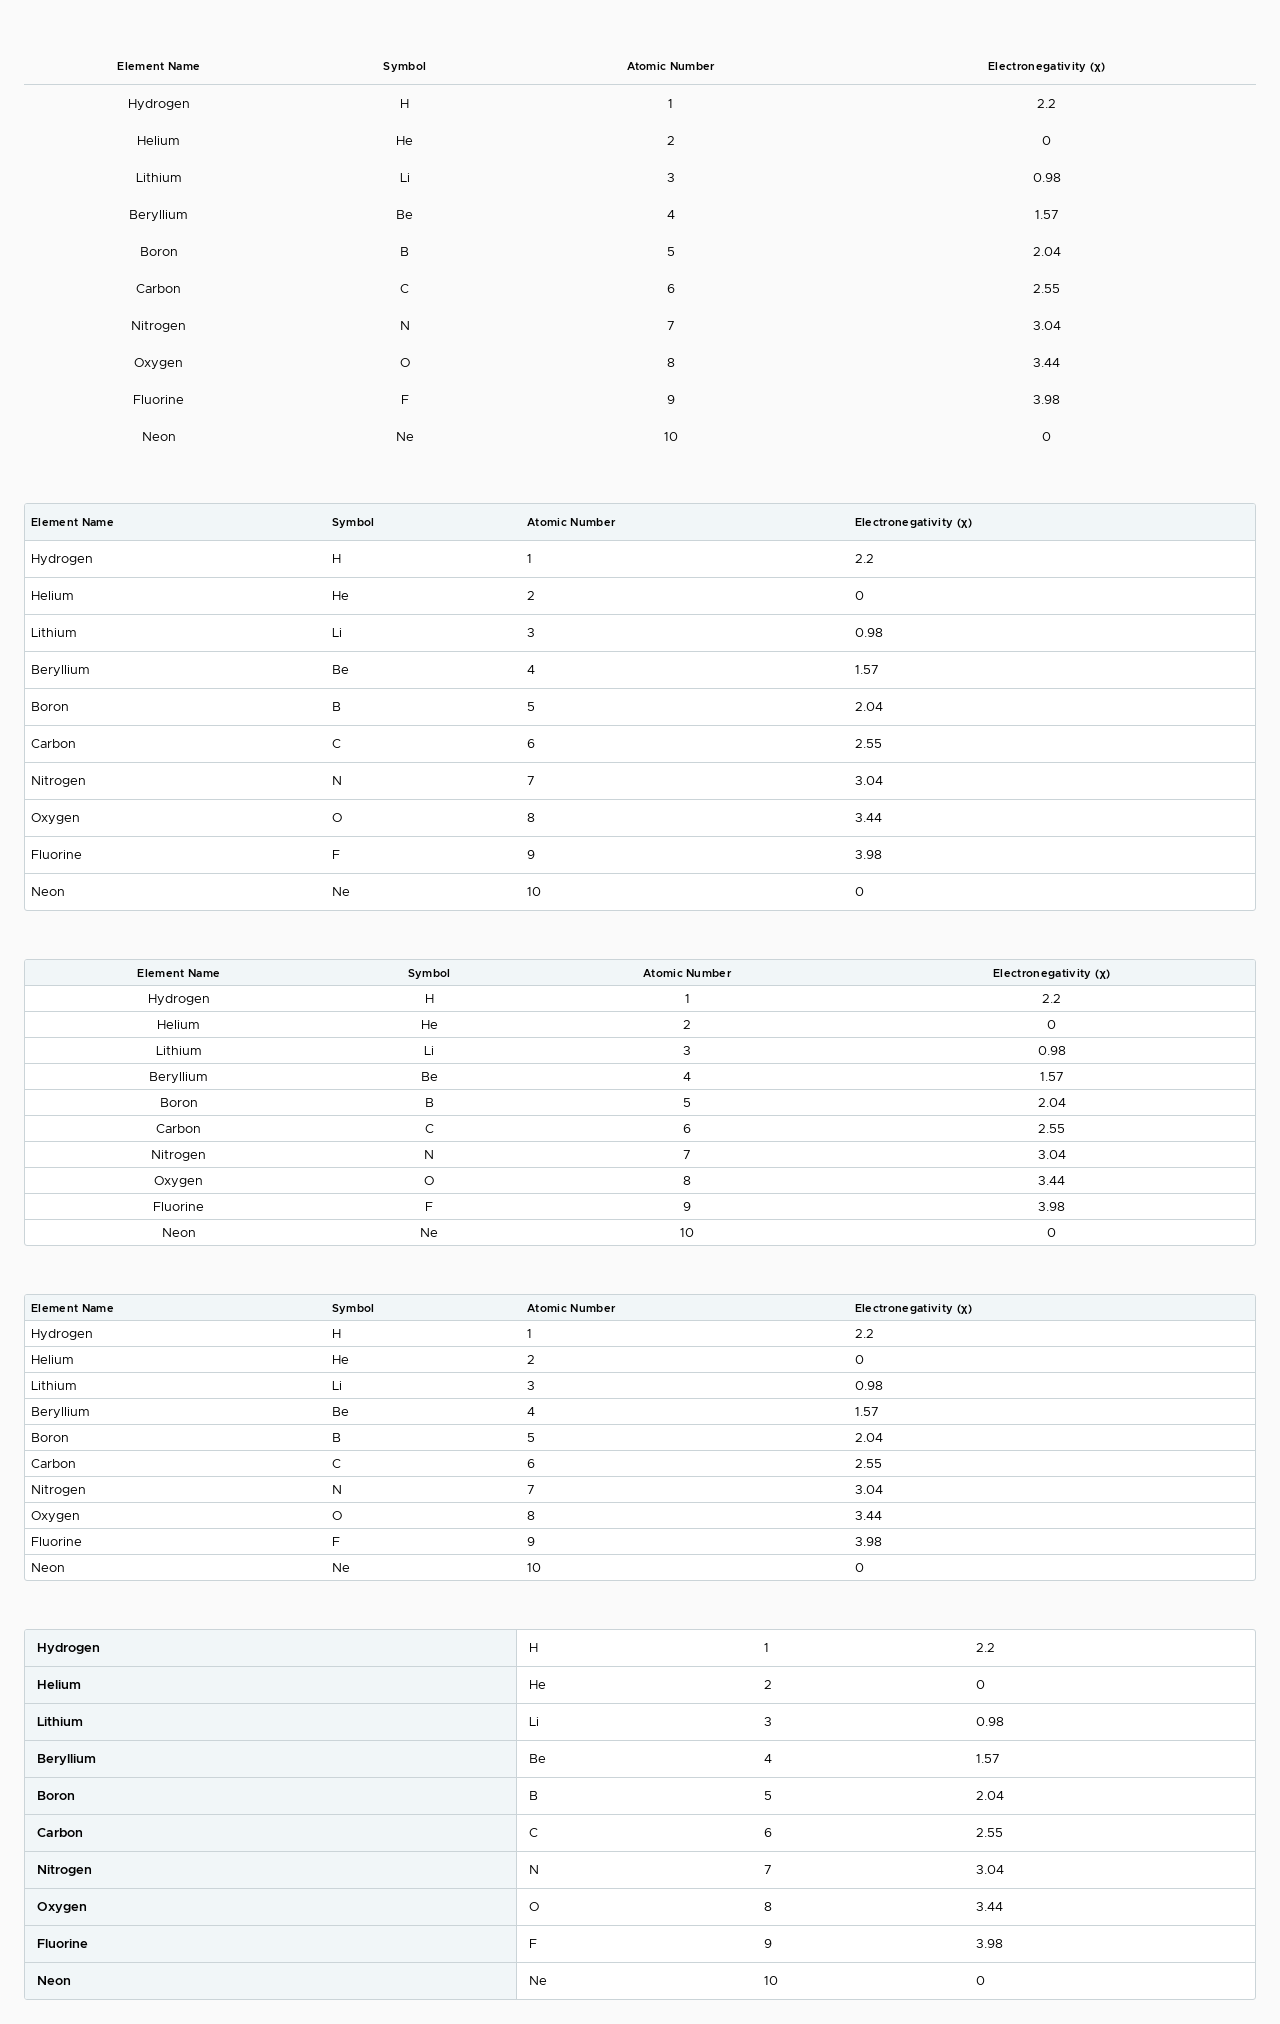 Element Name Symbol Atomic Number Electronegativity (χ)
Hydrogen H 1 2.2
Helium He 2 0
Lithium Li 3 0.98
Beryllium Be 4 1.57
Boron B 5 2.04
Carbon C 6 2.55
Nitrogen N 7 3.04
Oxygen O 8 3.44
Fluorine F 9 3.98
Neon Ne 10 0
Element Name Symbol Atomic Number Electronegativity (χ)
Hydrogen H 1 2.2
Helium He 2 0
Lithium Li 3 0.98
Beryllium Be 4 1.57
Boron B 5 2.04
Carbon C 6 2.55
Nitrogen N 7 3.04
Oxygen O 8 3.44
Fluorine F 9 3.98
Neon Ne 10 0
Element Name Symbol Atomic Number Electronegativity (χ)
Hydrogen H 1 2.2
Helium He 2 0
Lithium Li 3 0.98
Beryllium Be 4 1.57
Boron B 5 2.04
Carbon C 6 2.55
Nitrogen N 7 3.04
Oxygen O 8 3.44
Fluorine F 9 3.98
Neon Ne 10 0
Element Name Symbol Atomic Number Electronegativity (χ)
Hydrogen H 1 2.2
Helium He 2 0
Lithium Li 3 0.98
Beryllium Be 4 1.57
Boron B 5 2.04
Carbon C 6 2.55
Nitrogen N 7 3.04
Oxygen O 8 3.44
Fluorine F 9 3.98
Neon Ne 10 0
Hydrogen H 1 2.2
Helium He 2 0
Lithium Li 3 0.98
Beryllium Be 4 1.57
Boron B 5 2.04
Carbon C 6 2.55
Nitrogen N 7 3.04
Oxygen O 8 3.44
Fluorine F 9 3.98
Neon Ne 10 0